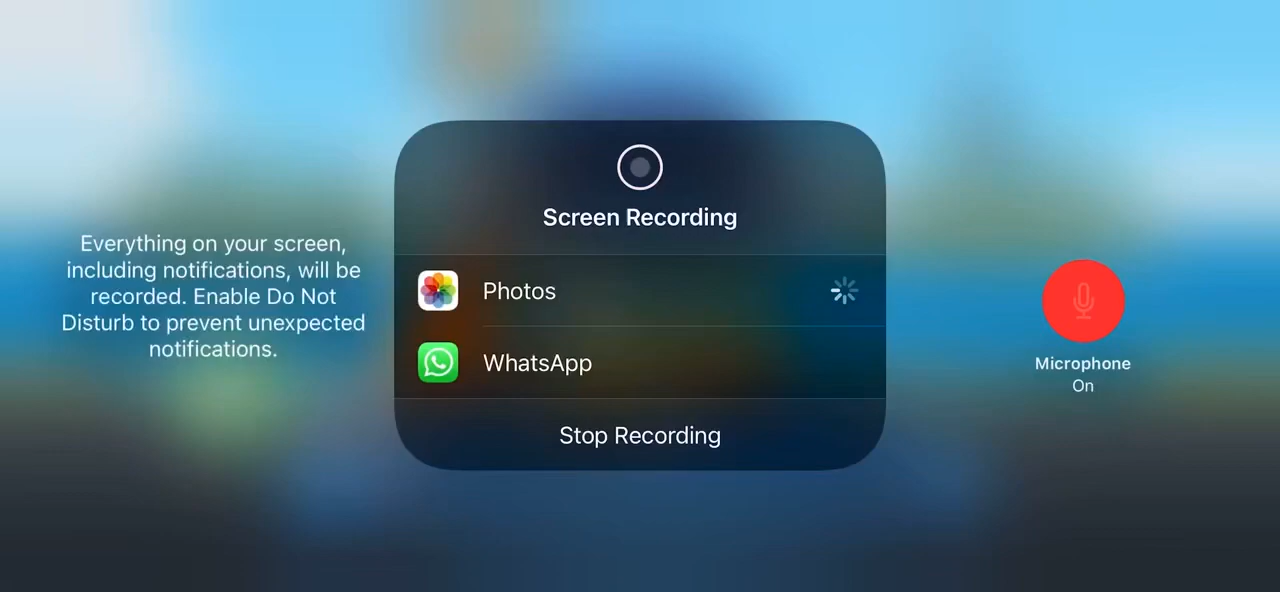 Screen Recording
Everything on your screen,
including notifications, will be
recorded. Enable Do Not
Disturb to prevent unexpected
notifications.
Photos
WhatsApp
Stop Recording
Microphone
On